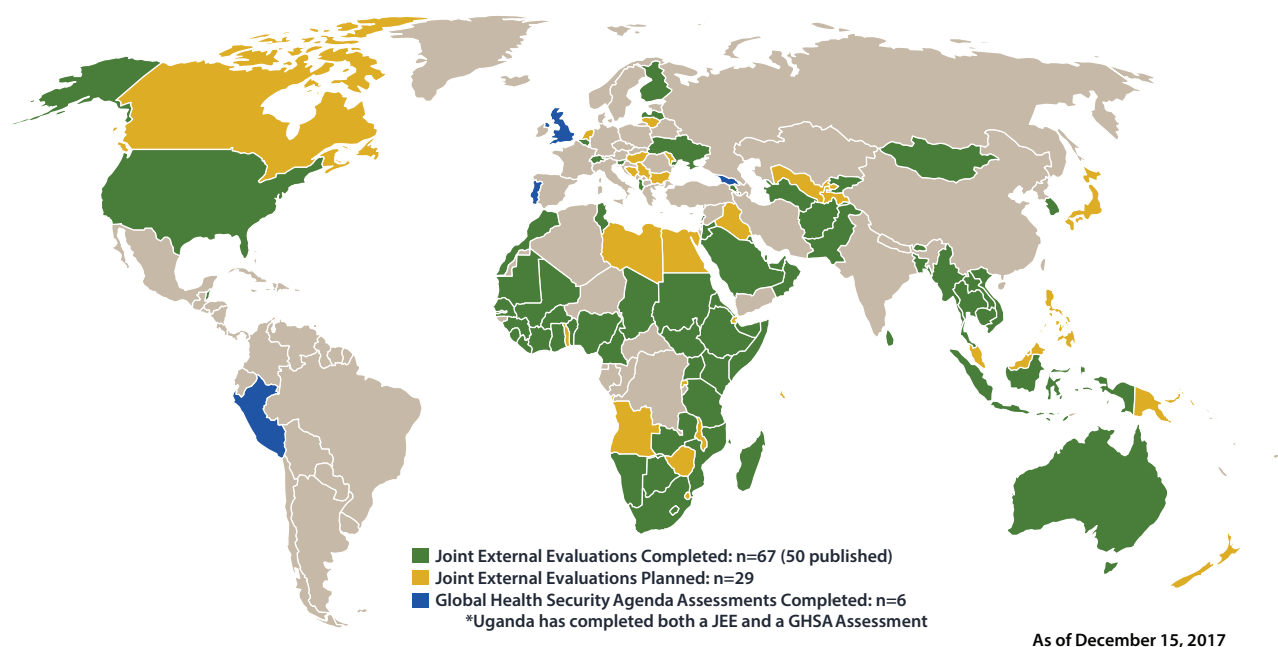 Joint External Evaluations Completed: n=67 (50 published)
Joint External Evaluations Planned: n=29
Global Health Security Agenda Assessments Completed: n=6
*Uganda has completed both a JEE and a GHSA Assessment
As of December 15, 2017